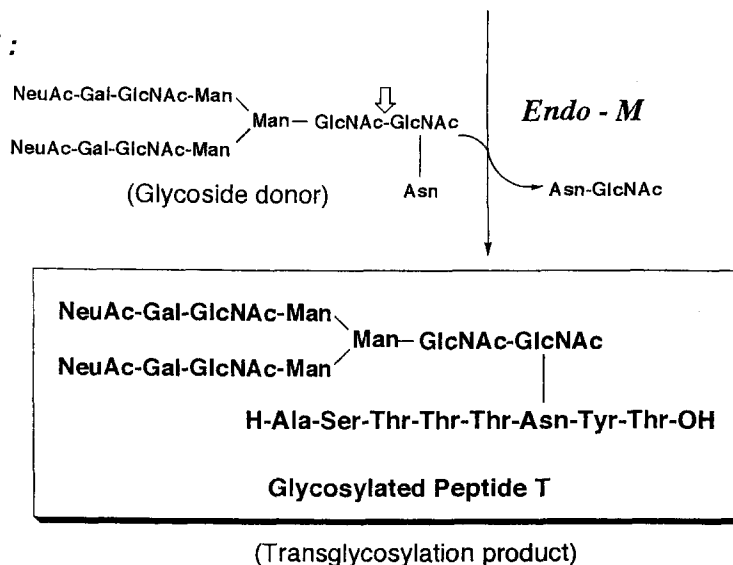 :
NeuAc-Gal-GlcNAc-Man
Man— GlcNAc-GlcNAc
NeuAc-Gal-GlcNAc-Man
Endo - M
(Glycoside donor)
Asn
Asn-GlcNAc
NeuAc-Gal-GlcNAc-Man
Man— GlcNAc-GlcNAc
NeuAc-Gal-GlcNAc-Man
H-Ala-Ser-Thr-Thr-Thr-Asn-Tyr-Thr-OH
Glycosylated Peptide T
(Transglycosylation product)